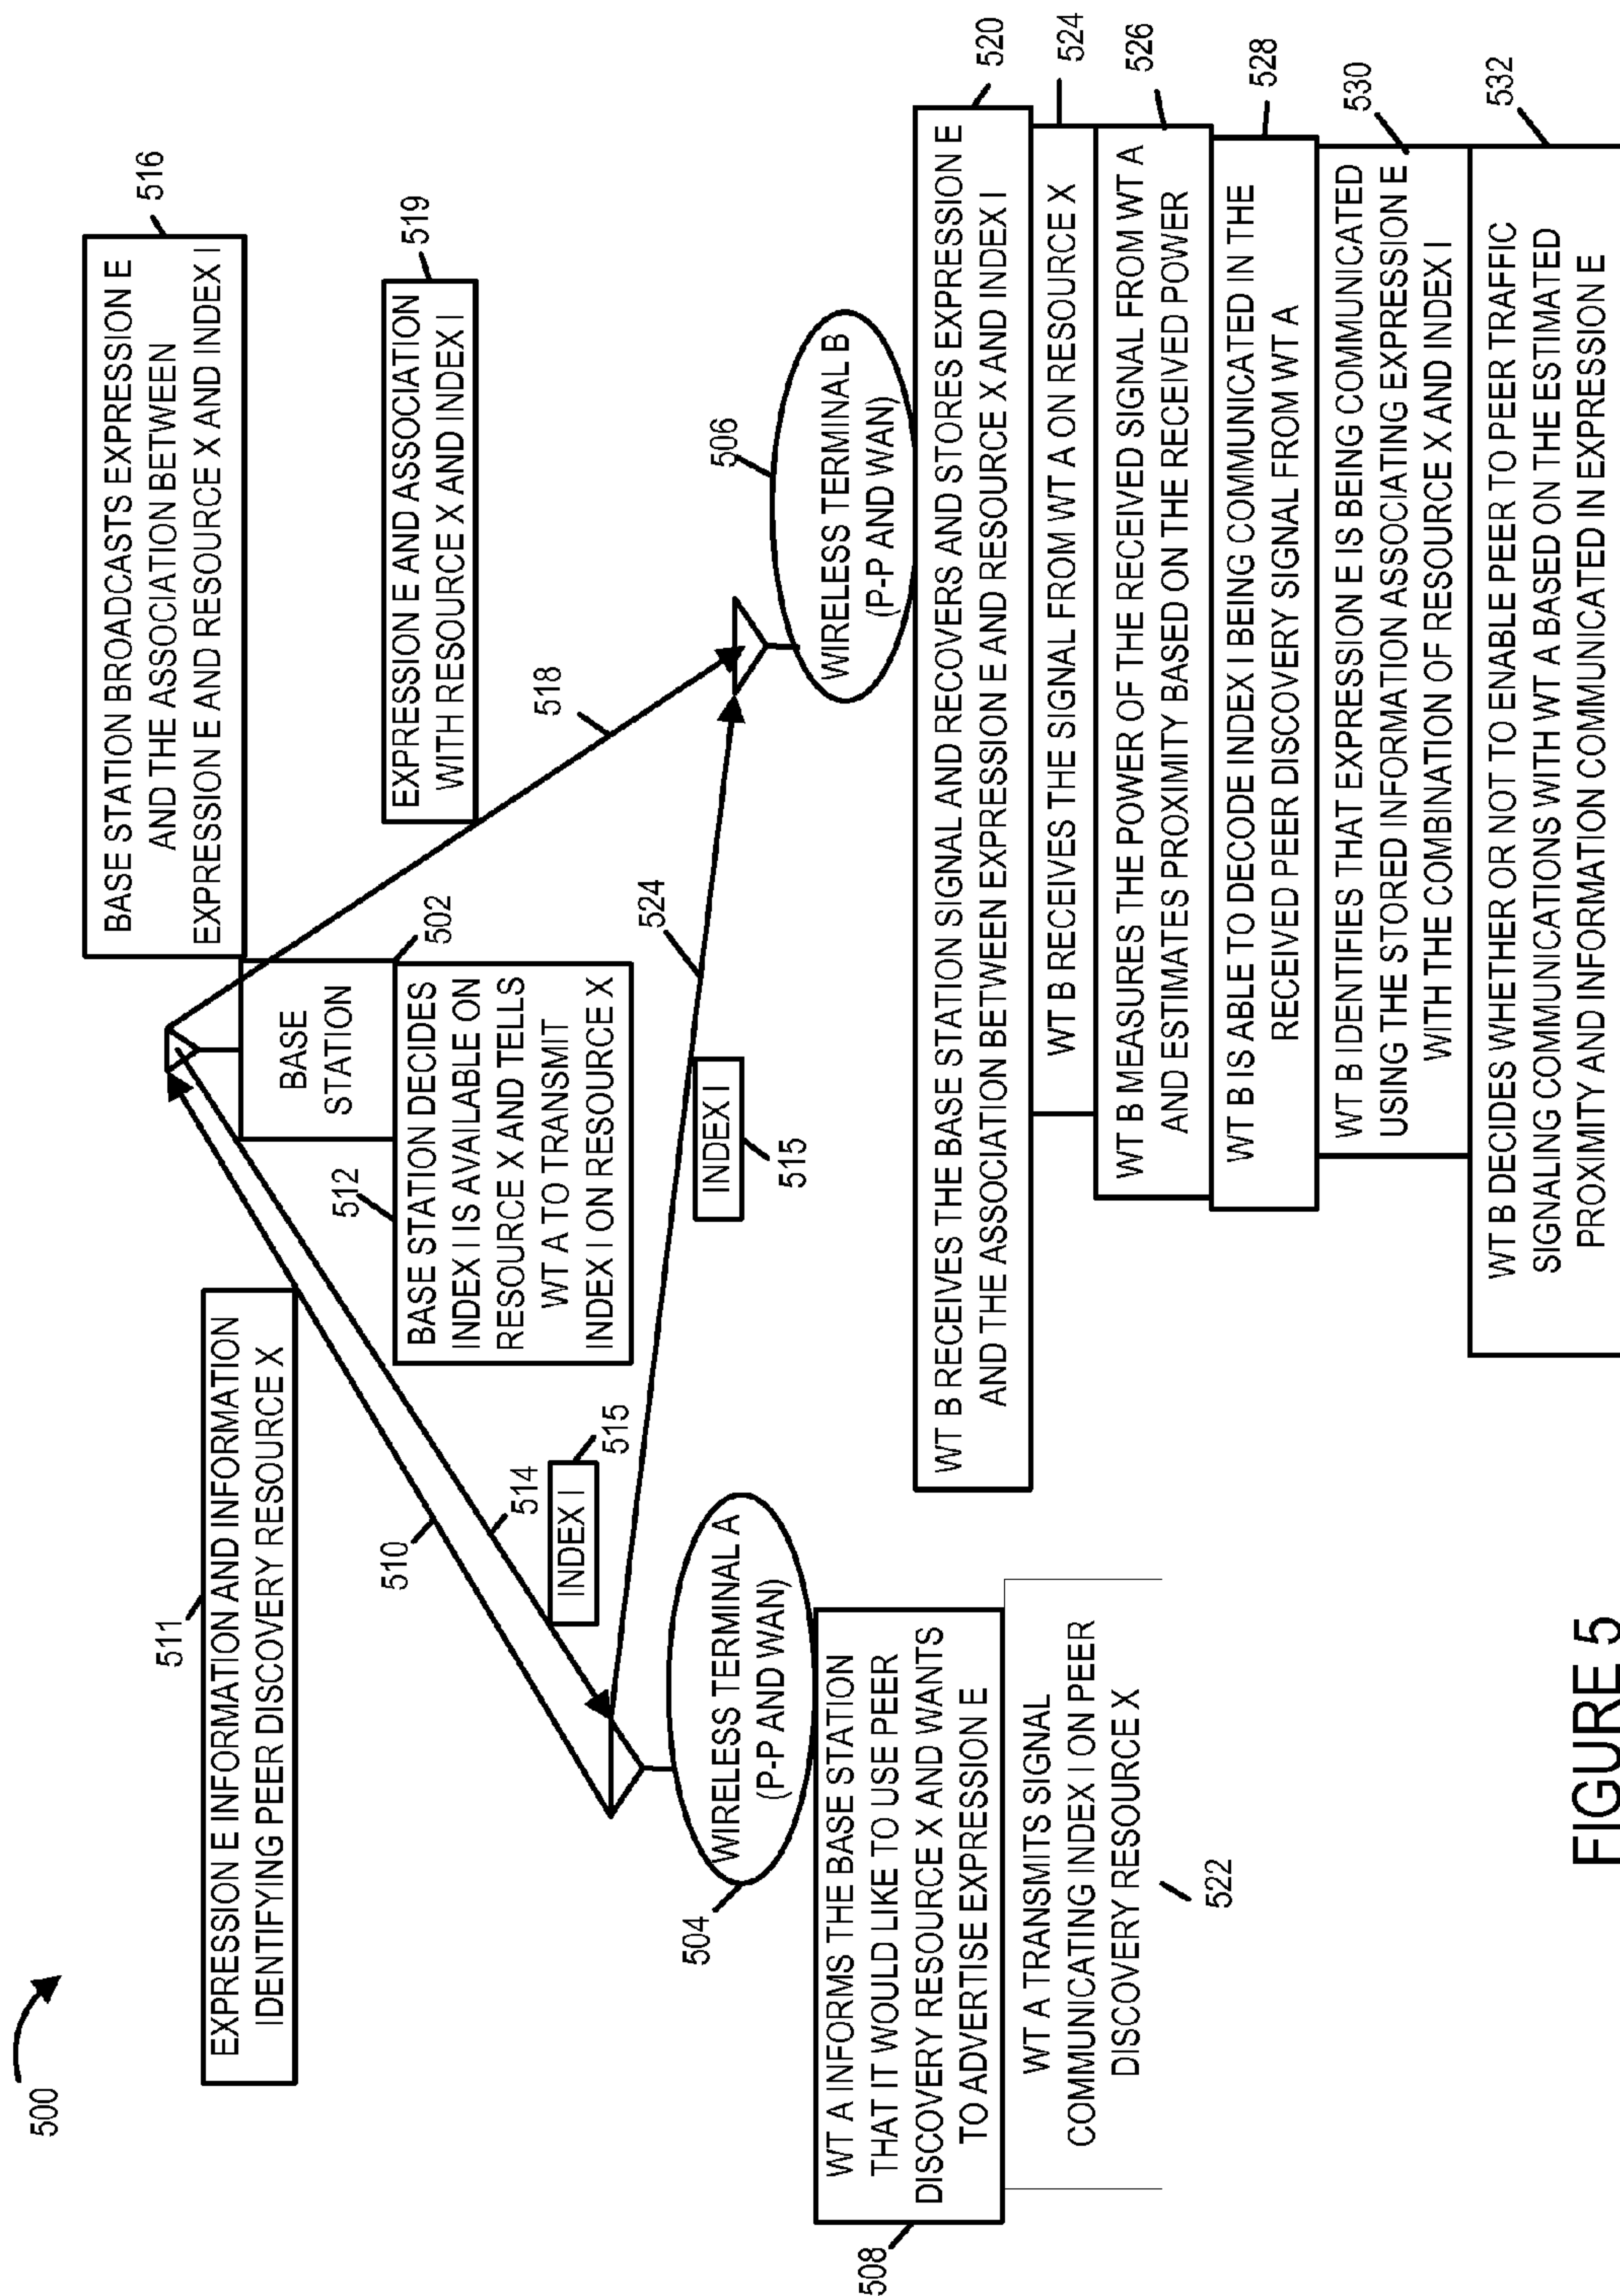 500
511
EXPRESSION E INFORMATION AND INFORMATION
IDENTIFYING PEER DISCOVERY RESOURCE X
516
BASE STATION BROADCASTS EXPRESSION E
AND THE ASSOCIATION BETWEEN
EXPRESSION E AND RESOURCE X AND INDEX I
502
BASE
STATION
512
BASE STATION DECIDES
INDEX I IS AVAILABLE ON
RESOURCE X AND TELLS
WT A TO TRANSMIT
INDEX I ON RESOURCE X
519
EXPRESSION E AND ASSOCIATION
WITH RESOURCE X AND INDEX I
510
514
INDEX I
515
518
524
INDEX I
515
504
WIRELESS TERMINAL A
(P-P AND WAN)
506
WIRELESS TERMINAL B
(P-P AND WAN)
508
WT A INFORMS THE BASE STATION
THAT IT WOULD LIKE TO USE PEER
DISCOVERY RESOURCE X AND WANTS
TO ADVERTISE EXPRESSION E
WT A TRANSMITS SIGNAL
COMMUNICATING INDEX I ON PEER
DISCOVERY RESOURCE X
522
WT B RECEIVES THE BASE STATION SIGNAL AND RECOVERS AND STORES EXPRESSION E
AND THE ASSOCIATION BETWEEN EXPRESSION E AND RESOURCE X AND INDEX I
520
WT B RECEIVES THE SIGNAL FROM WT A ON RESOURCE X
524
WT B MEASURES THE POWER OF THE RECEIVED SIGNAL FROM WT A
AND ESTIMATES PROXIMITY BASED ON THE RECEIVED POWER
526
WT B IS ABLE TO DECODE INDEX I BEING COMMUNICATED IN THE
RECEIVED PEER DISCOVERY SIGNAL FROM WT A
528
WT B IDENTIFIES THAT EXPRESSION E IS BEING COMMUNICATED
USING THE STORED INFORMATION ASSOCIATING EXPRESSION E
WITH THE COMBINATION OF RESOURCE X AND INDEX I
530
WT B DECIDES WHETHER OR NOT TO ENABLE PEER TO PEER TRAFFIC
SIGNALING COMMUNICATIONS WITH WT A BASED ON THE ESTIMATED
PROXIMITY AND INFORMATION COMMUNICATED IN EXPRESSION E
532
FIGURE 5